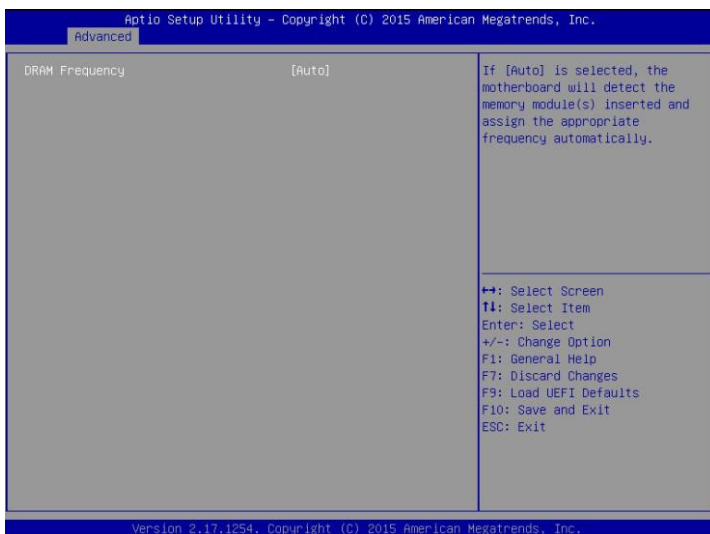 Aptio Setup Utility – Copyright (C) 2015 American Megatrends, Inc.
Advanced
DRAM Frequency [Auto]
If [Auto] is selected, the
motherboard will detect the
memory module(s) inserted and
assign the appropriate
frequency automatically.
↔: Select Screen
↑↓: Select Item
Enter: Select
+/-: Change Option
F1: General Help
F7: Discard Changes
F9: Load UEFI Defaults
F10: Save and Exit
ESC: Exit
Version 2.17.1254. Copyright (C) 2015 American Megatrends, Inc.